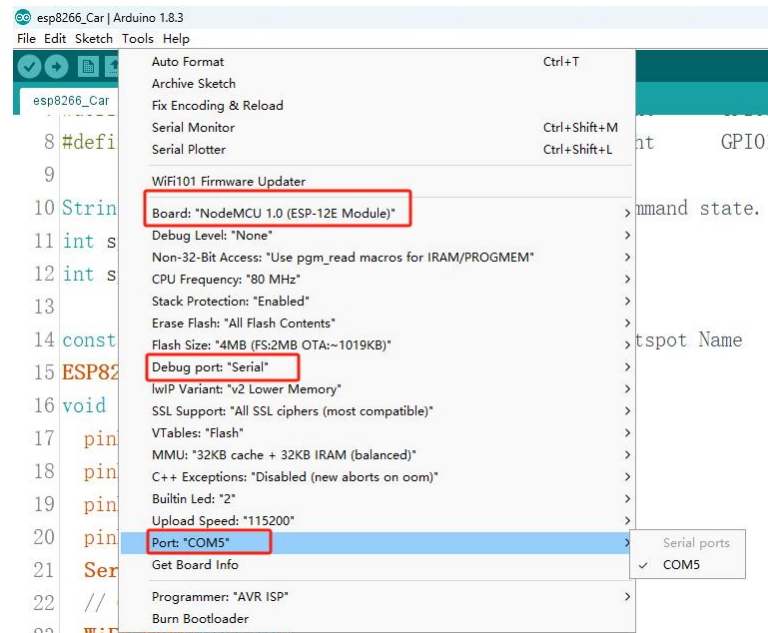 esp8266_Car | Arduino 1.8.3
File Edit Sketch Tools Help
esp8266_Car
Auto Format Ctrl+T
Archive Sketch
Fix Encoding & Reload
Serial Monitor Ctrl+Shift+M
Serial Plotter Ctrl+Shift+L
WiFi101 Firmware Updater
Board: "NodeMCU 1.0 (ESP-12E Module)"
Debug Level: "None"
Non-32-Bit Access: "Use pgm_read macros for IRAM/PROGMEM"
CPU Frequency: "80 MHz"
Stack Protection: "Enabled"
Erase Flash: "All Flash Contents"
Flash Size: "4MB (FS:2MB OTA:~1019KB)"
Debug port: "Serial"
lwIP Variant: "v2 Lower Memory"
SSL Support: "All SSL ciphers (most compatible)"
VTables: "Flash"
MMU: "32KB cache + 32KB IRAM (balanced)"
C++ Exceptions: "Disabled (new aborts on oom)"
Builtin Led: "2"
Upload Speed: "115200"
Port: "COM5"
Get Board Info
Programmer: "AVR ISP"
Burn Bootloader
Serial ports
✓ COM5
8 #defi nt GPIO
9
10 Strin mmand state.
11 int s
12 int s
13
14 const tspot Name
15 ESP82
16 void
17 pin
18 pin
19 pin
20 pin
21 Ser
22 //